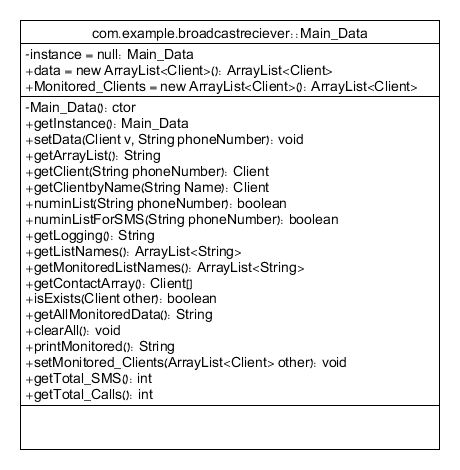 com.example.broadcastreciever::Main_Data
-instance = null: Main_Data
+data = new ArrayList<Client>(): ArrayList<Client>
+Monitored_Clients = new ArrayList<Client>(): ArrayList<Client>
-Main_Data(): ctor
+getInstance(): Main_Data
+setData(Client v, String phoneNumber): void
+getArrayList(): String
+getClient(String phoneNumber): Client
+getClientbyName(String Name): Client
+numinList(String phoneNumber): boolean
+numinListForSMS(String phoneNumber): boolean
+getLogging(): String
+getListNames(): ArrayList<String>
+getMonitoredListNames(): ArrayList<String>
+getContactArray(): Client[]
+isExists(Client other): boolean
+getAllMonitoredData(): String
+clearAll(): void
+printMonitored(): String
+setMonitored_Clients(ArrayList<Client> other): void
+getTotal_SMS(): int
+getTotal_Calls(): int